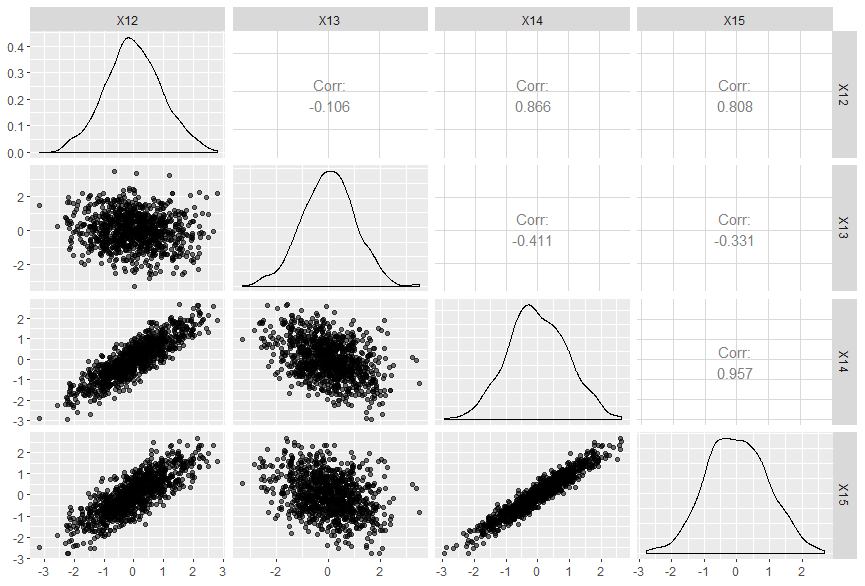 X12 X13 X14 X15
0.4
0.3
0.2
0.1
0.0
Corr:
-0.106
Corr:
0.866
Corr:
0.808
X12
2
0
-2
Corr:
-0.411
Corr:
-0.331
X13
2
1
0
-1
-2
-3
Corr:
0.957
X14
2
1
0
-1
-2
-3
X15
-3 -2 -1 0 1 2 3
-2 0 2
-3 -2 -1 0 1 2
-3 -2 -1 0 1 2